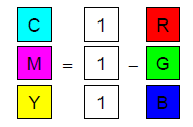 C 1 R
M = 1 – G
Y 1 B